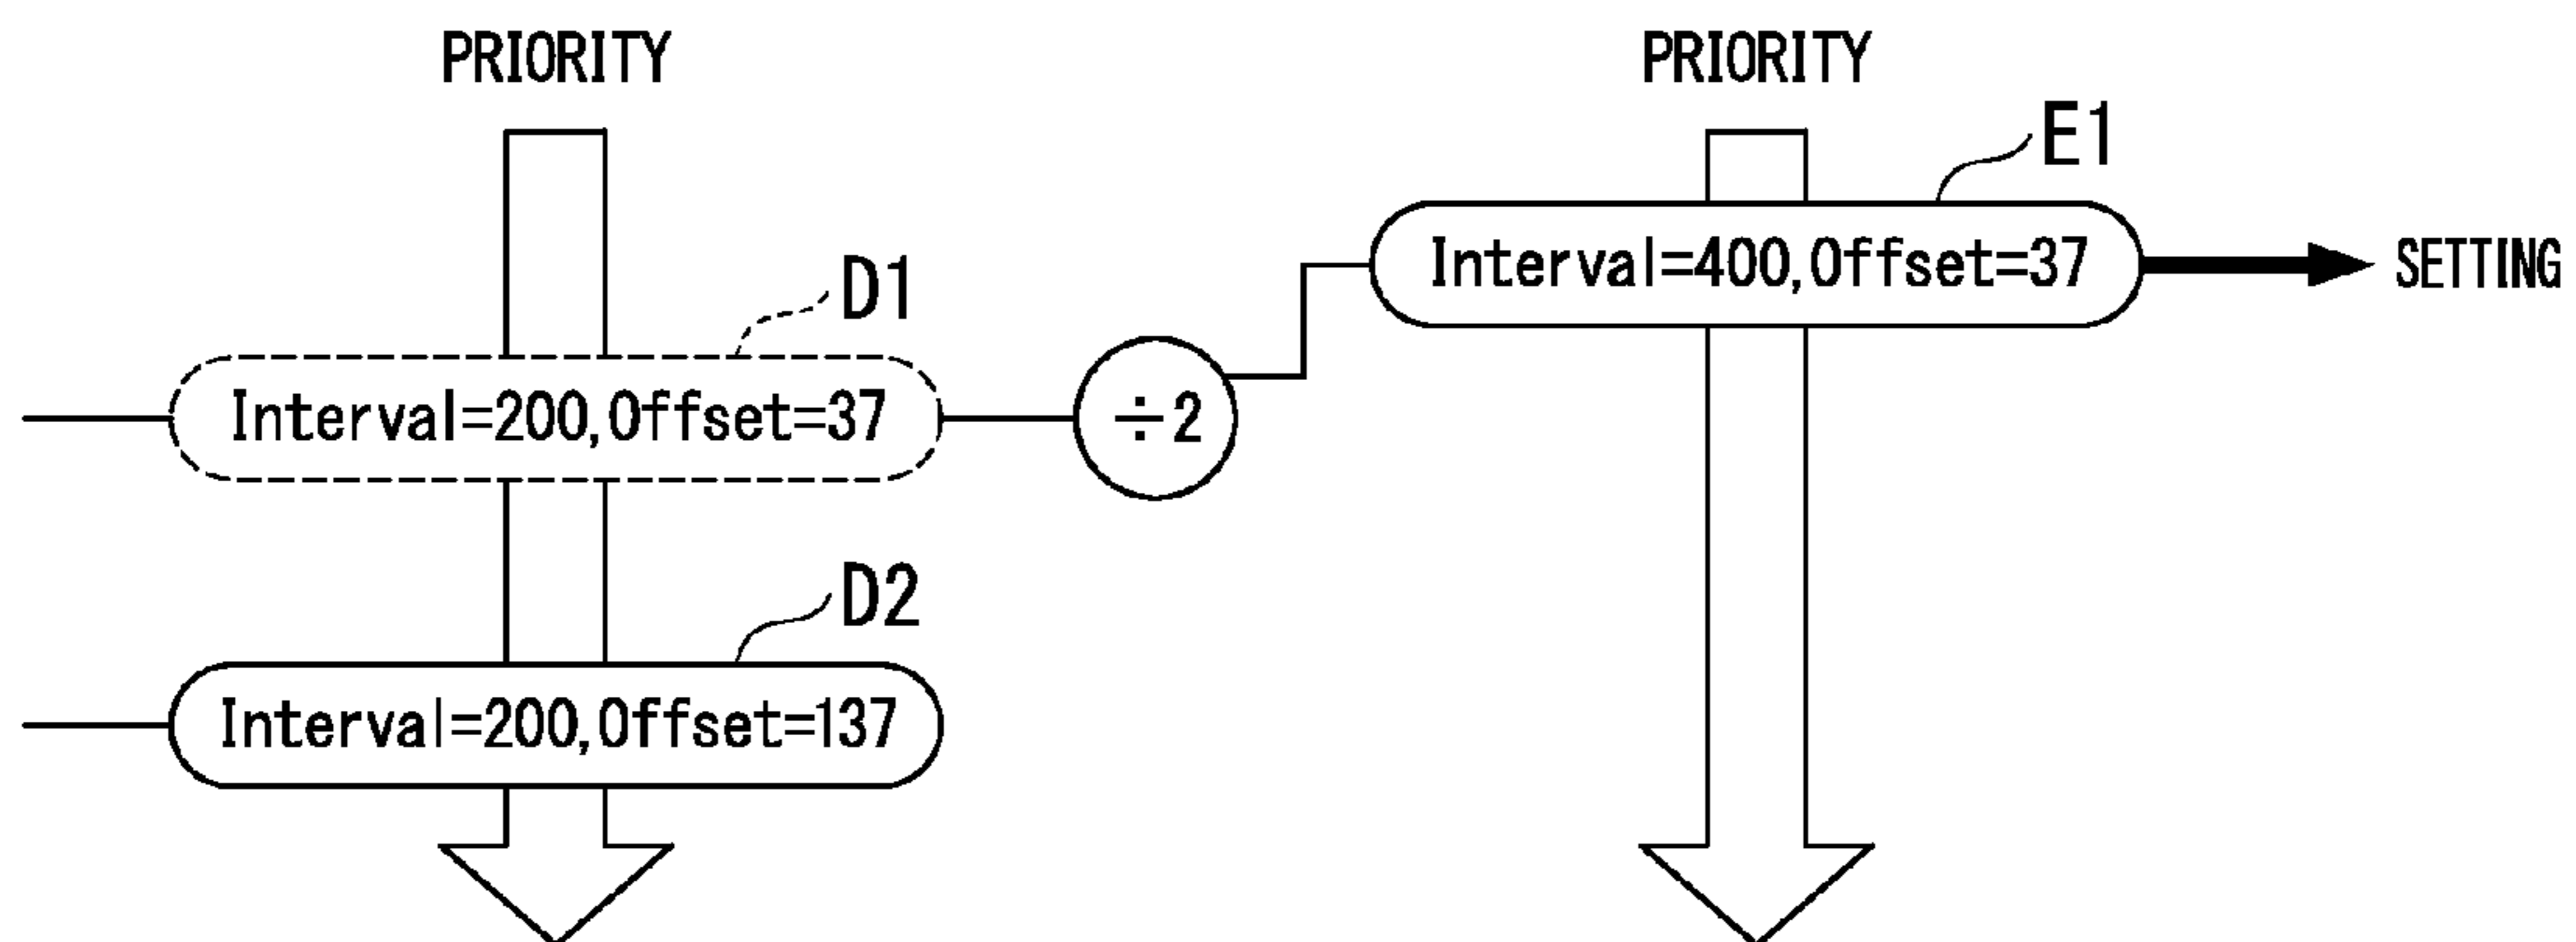 PRIORITY
PRIORITY
E1
Interval=400,Offset=37
SETTING
D1
Interval=200,Offset=37
÷2
D2
Interval=200,Offset=137